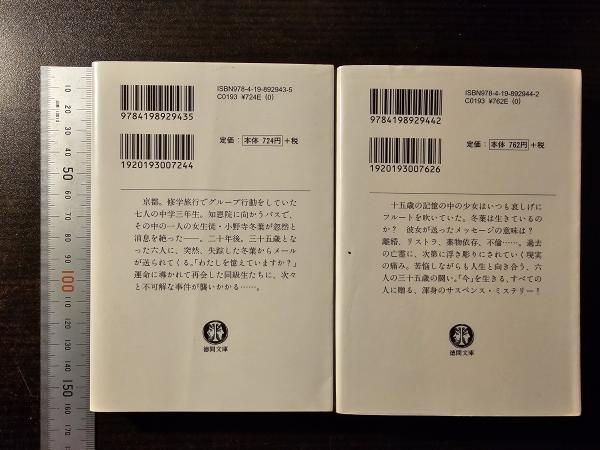 10
20
30
40
50
60
70
80
90
100
10
20
30
40
150
60
170
ISBN978-4-19-892943-5
C0193 ¥724E (0)
9784198929435
定価：本体 724円 +税
1920193007244
京都。修学旅行でグループ行動をしていた
七人の中学三年生。知恩院に向かうバスで、
その中の一人の女生徒・小野寺冬葉が忽然と
消息を絶った――。二十年後。三十五歳となっ
た六人に、突然、失踪した冬葉からメール
が送られてくる。「わたしを憶えていますか？」
運命に導かれて再会した同級生たちに、次々
と不可解な事件が襲いかかる……。
徳間文庫
ISBN978-4-19-892944-2
C0193 ¥762E (0)
9784198929442
定価：本体 762円 +税
1920193007626
十五歳の記憶の中の少女はいつも哀しげに
フルートを吹いていた。冬葉は生きているの
か？ 彼女が送ったメッセージの意味は？
離婚、リストラ、薬物依存、不倫……。過去
の亡霊に、次第に浮き彫りにされていく現実
の痛み。苦悩しながらも人生と向き合う、六
人の三十五歳の闘い。「今」を生きる、すべての
人に贈る、渾身のサスペンス・ミステリー！
徳間文庫